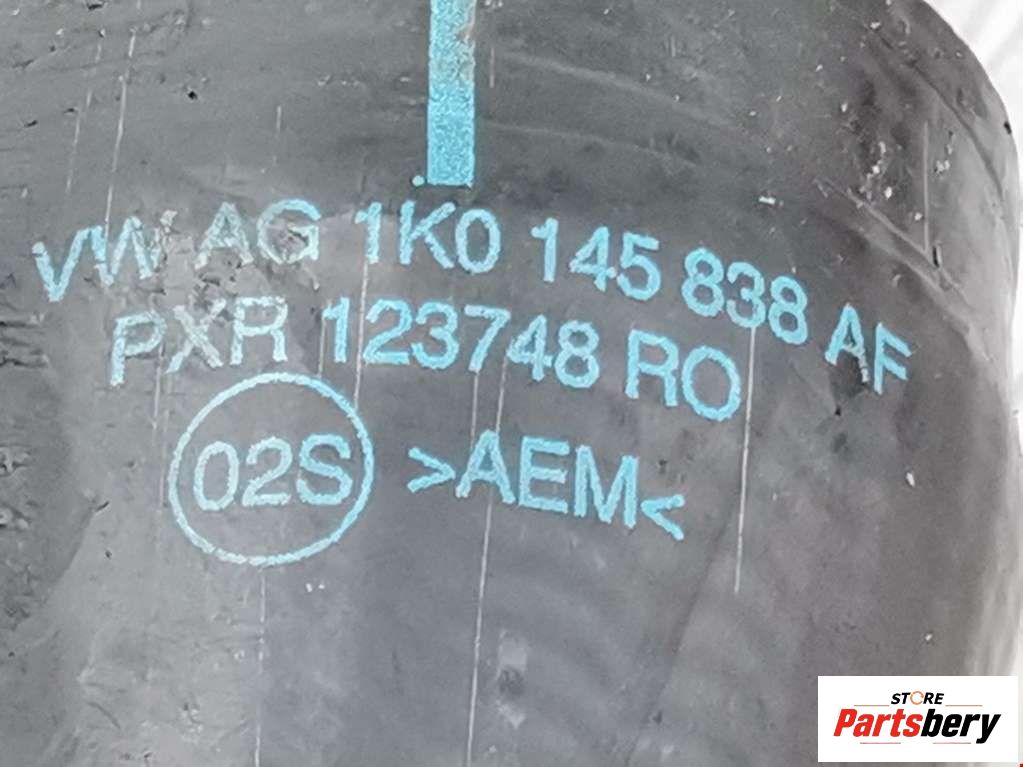 VW AG 1K0 145 838 AF
PXR 123748 RO
02S >AEM<
STORE
Partsbery